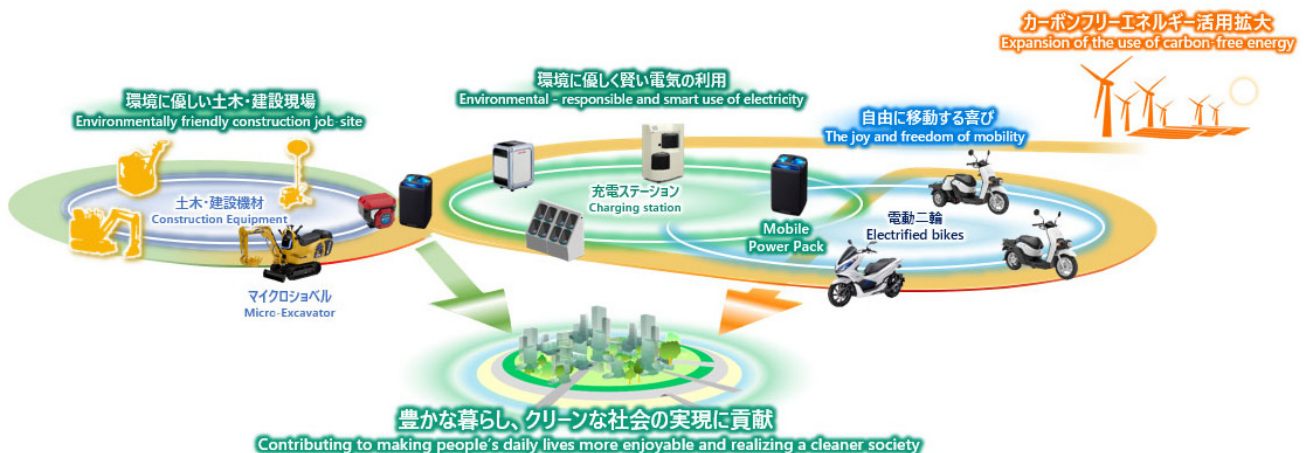 カーボンフリーエネルギー活用拡大
Expansion of the use of carbon-free energy
環境に優しく賢い電気の利用
Environmental - responsible and smart use of electricity
環境に優しい土木・建設現場
Environmentally friendly construction job-site
自由に移動する喜び
The joy and freedom of mobility
土木・建設機材
Construction Equipment
充電ステーション
Charging station
電動二輪
Electrified bikes
Mobile
Power Pack
マイクロショベル
Micro-Excavator
豊かな暮らし、クリーンな社会の実現に貢献
Contributing to making people's daily lives more enjoyable and realizing a cleaner society